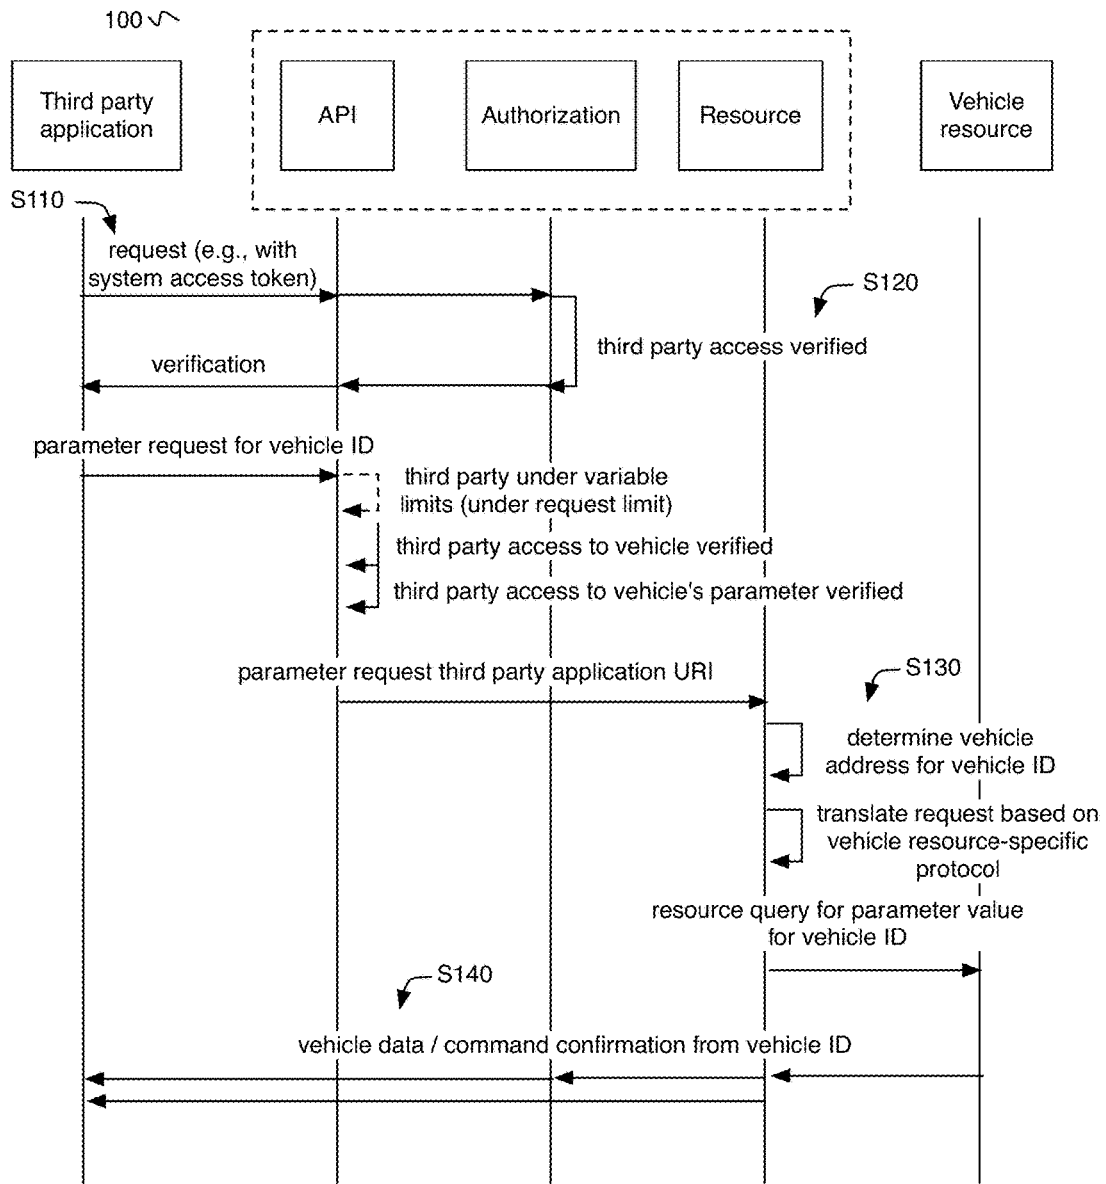 100
Third party
application
API
Authorization
Resource
Vehicle
resource
S110
request (e.g., with
system access token)
S120
third party access verified
verification
parameter request for vehicle ID
third party under variable
limits (under request limit)
third party access to vehicle verified
third party access to vehicle's parameter verified
parameter request third party application URI
S130
determine vehicle
address for vehicle ID
translate request based on
vehicle resource-specific
protocol
resource query for parameter value
for vehicle ID
S140
vehicle data / command confirmation from vehicle ID